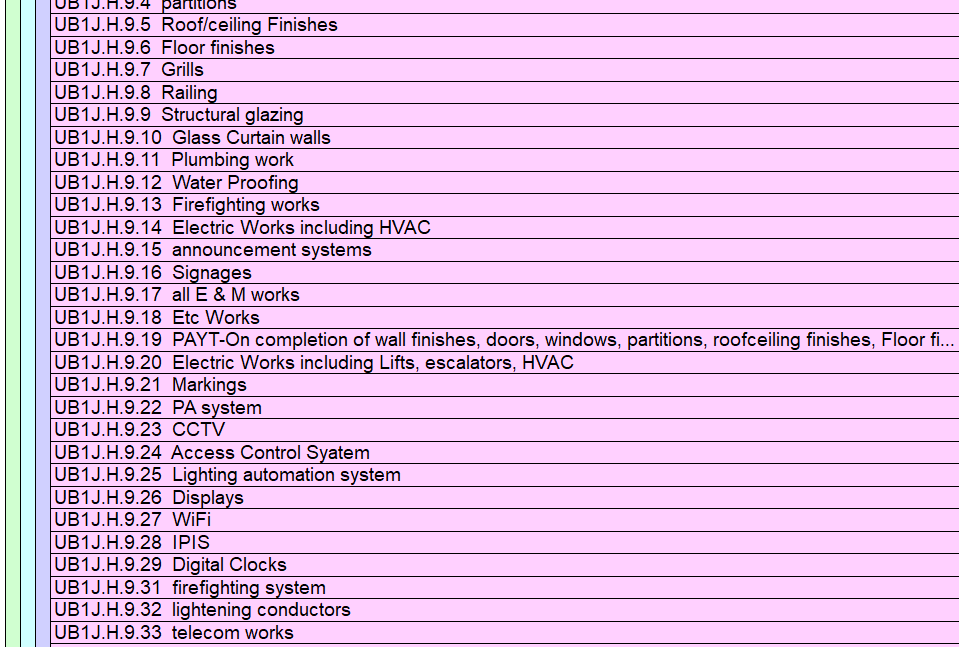 UB1J.H.9.4 partitions
UB1J.H.9.5 Roof/ceiling Finishes
UB1J.H.9.6 Floor finishes
UB1J.H.9.7 Grills
UB1J.H.9.8 Railing
UB1J.H.9.9 Structural glazing
UB1J.H.9.10 Glass Curtain walls
UB1J.H.9.11 Plumbing work
UB1J.H.9.12 Water Proofing
UB1J.H.9.13 Firefighting works
UB1J.H.9.14 Electric Works including HVAC
UB1J.H.9.15 announcement systems
UB1J.H.9.16 Signages
UB1J.H.9.17 all E & M works
UB1J.H.9.18 Etc Works
UB1J.H.9.19 PAYT-On completion of wall finishes, doors, windows, partitions, roofceiling finishes, Floor fi...
UB1J.H.9.20 Electric Works including Lifts, escalators, HVAC
UB1J.H.9.21 Markings
UB1J.H.9.22 PA system
UB1J.H.9.23 CCTV
UB1J.H.9.24 Access Control Syatem
UB1J.H.9.25 Lighting automation system
UB1J.H.9.26 Displays
UB1J.H.9.27 WiFi
UB1J.H.9.28 IPIS
UB1J.H.9.29 Digital Clocks
UB1J.H.9.31 firefighting system
UB1J.H.9.32 lightening conductors
UB1J.H.9.33 telecom works